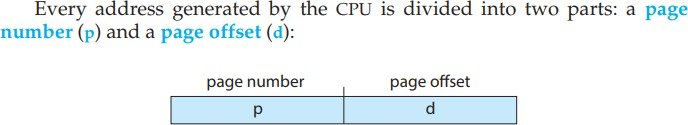 Every address generated by the CPU is divided into two parts: a page
number (p) and a page offset (d):
page number page offset
p d